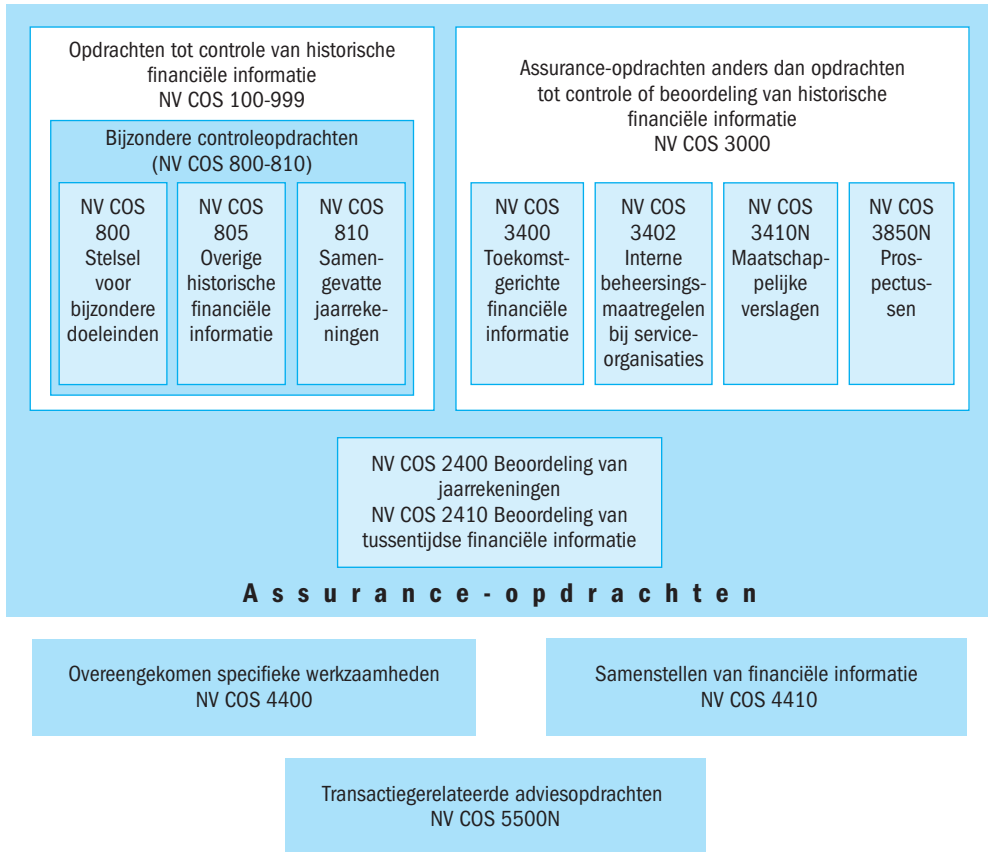 Opdrachten tot controle van historische
financiële informatie
NV COS 100-999
Bijzondere controleopdrachten
(NV COS 800-810)
NV COS
800
Stelsel
voor
bijzondere
doeleinden
NV COS
805
Overige
historische
financiële
informatie
NV COS
810
Samen-
gevatte
jaarreke-
ningen
Assurance-opdrachten anders dan opdrachten
tot controle of beoordeling van historische
financiële informatie
NV COS 3000
NV COS
3400
Toekomst-
gerichte
financiële
informatie
NV COS
3402
Interne
beheersings-
maatregelen
bij service-
organisaties
NV COS
3410N
Maatschap-
pelijke
verslagen
NV COS
3850N
Pros-
pectus-
sen
NV COS 2400 Beoordeling van
jaarrekeningen
NV COS 2410 Beoordeling van
tussentijdse financiële informatie
Assurance-opdrachten
Overeengekomen specifieke werkzaamheden
NV COS 4400
Samenstellen van financiële informatie
NV COS 4410
Transactiegerelateerde adviesopdrachten
NV COS 5500N